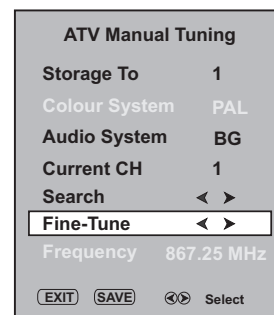 ATV Manual Tuning
Storage To 1
Colour System PAL
Audio System BG
Current CH 1
Search
Fine-Tune
Frequency 867.25 MHz
EXIT SAVE Select